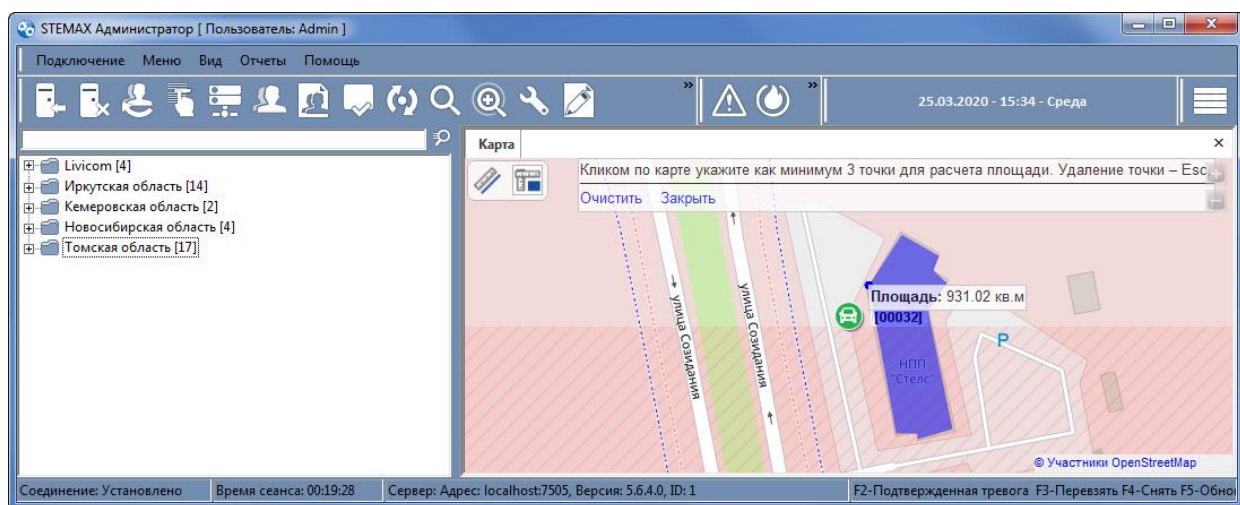 STEMAX Администратор [ Пользователь: Admin ]
Подключение Меню Вид Отчеты Помощь
» » 25.03.2020 - 15:34 - Среда
Карта ×
Livicom [4]
Иркутская область [14]
Кемеровская область [2]
Новосибирская область [4]
Томская область [17]
Кликом по карте укажите как минимум 3 точки для расчета площади. Удаление точки – Esc
Очистить Закрыть
улица Созидания
улица Созидания
Площадь: 931.02 кв.м
[00032]
P
НПП
"Стелс"
© Участники OpenStreetMap
Соединение: Установлено Время сеанса: 00:19:28 Сервер: Адрес: localhost:7505, Версия: 5.6.4.0, ID: 1 F2-Подтвержденная тревога F3-Перевзять F4-Снять F5-Обно